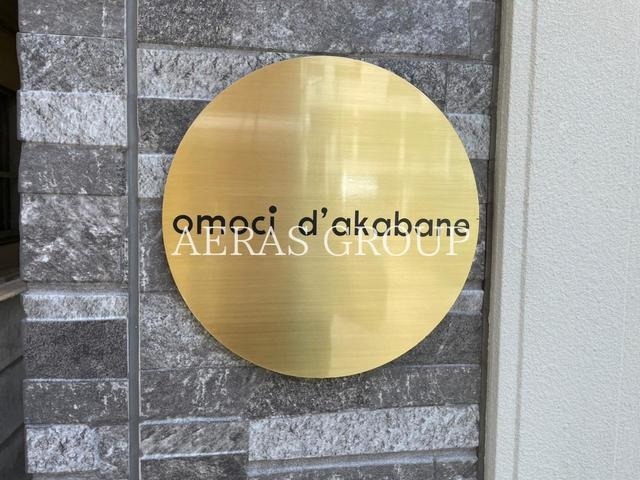 omoci d'akabane
AERAS GROUP